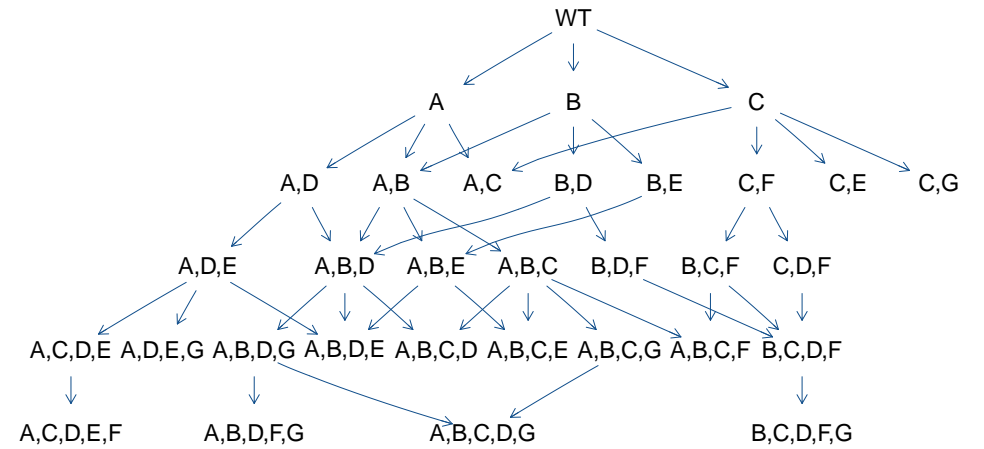 WT
A B C
A,D A,B A,C B,D B,E C,F C,E C,G
A,D,E A,B,D A,B,E A,B,C B,D,F B,C,F C,D,F
A,C,D,E A,D,E,G A,B,D,G A,B,D,E A,B,C,D A,B,C,E A,B,C,G A,B,C,F B,C,D,F
A,C,D,E,F A,B,D,F,G A,B,C,D,G B,C,D,F,G